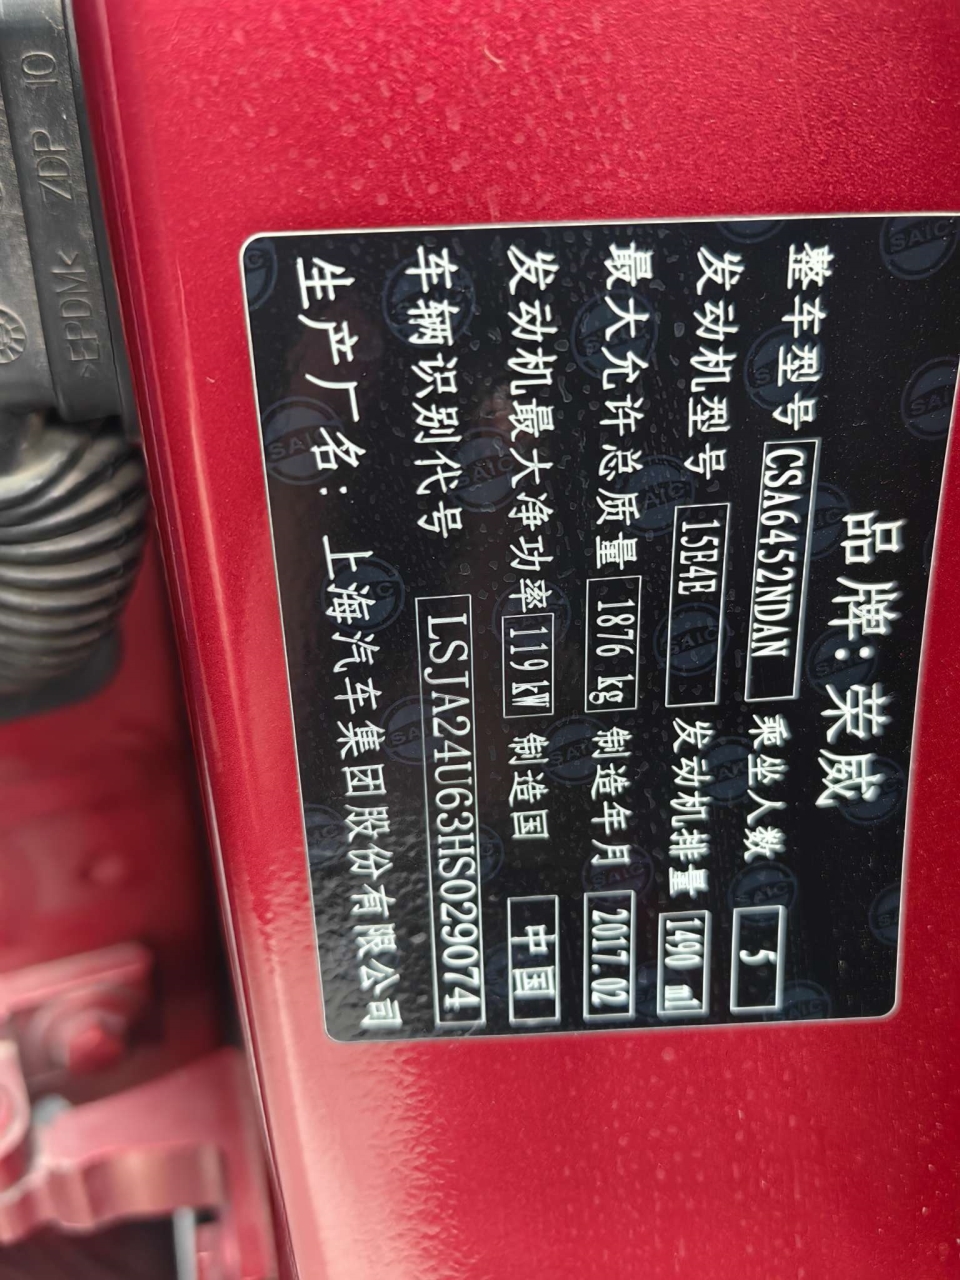 品牌：荣威
整车型号 CSA6452NDAN 乘坐人数 5
发动机型号 15E4E 发动机排量 1490 ml
最大允许总质量 1876 kg 制造年月 2017.02
发动机最大净功率 119 kW 制造国 中国
车辆识别代号 LSJA24U63HS029074
生产厂名：上海汽车集团股份有限公司
>EPDM< ZDP 10
SAIC